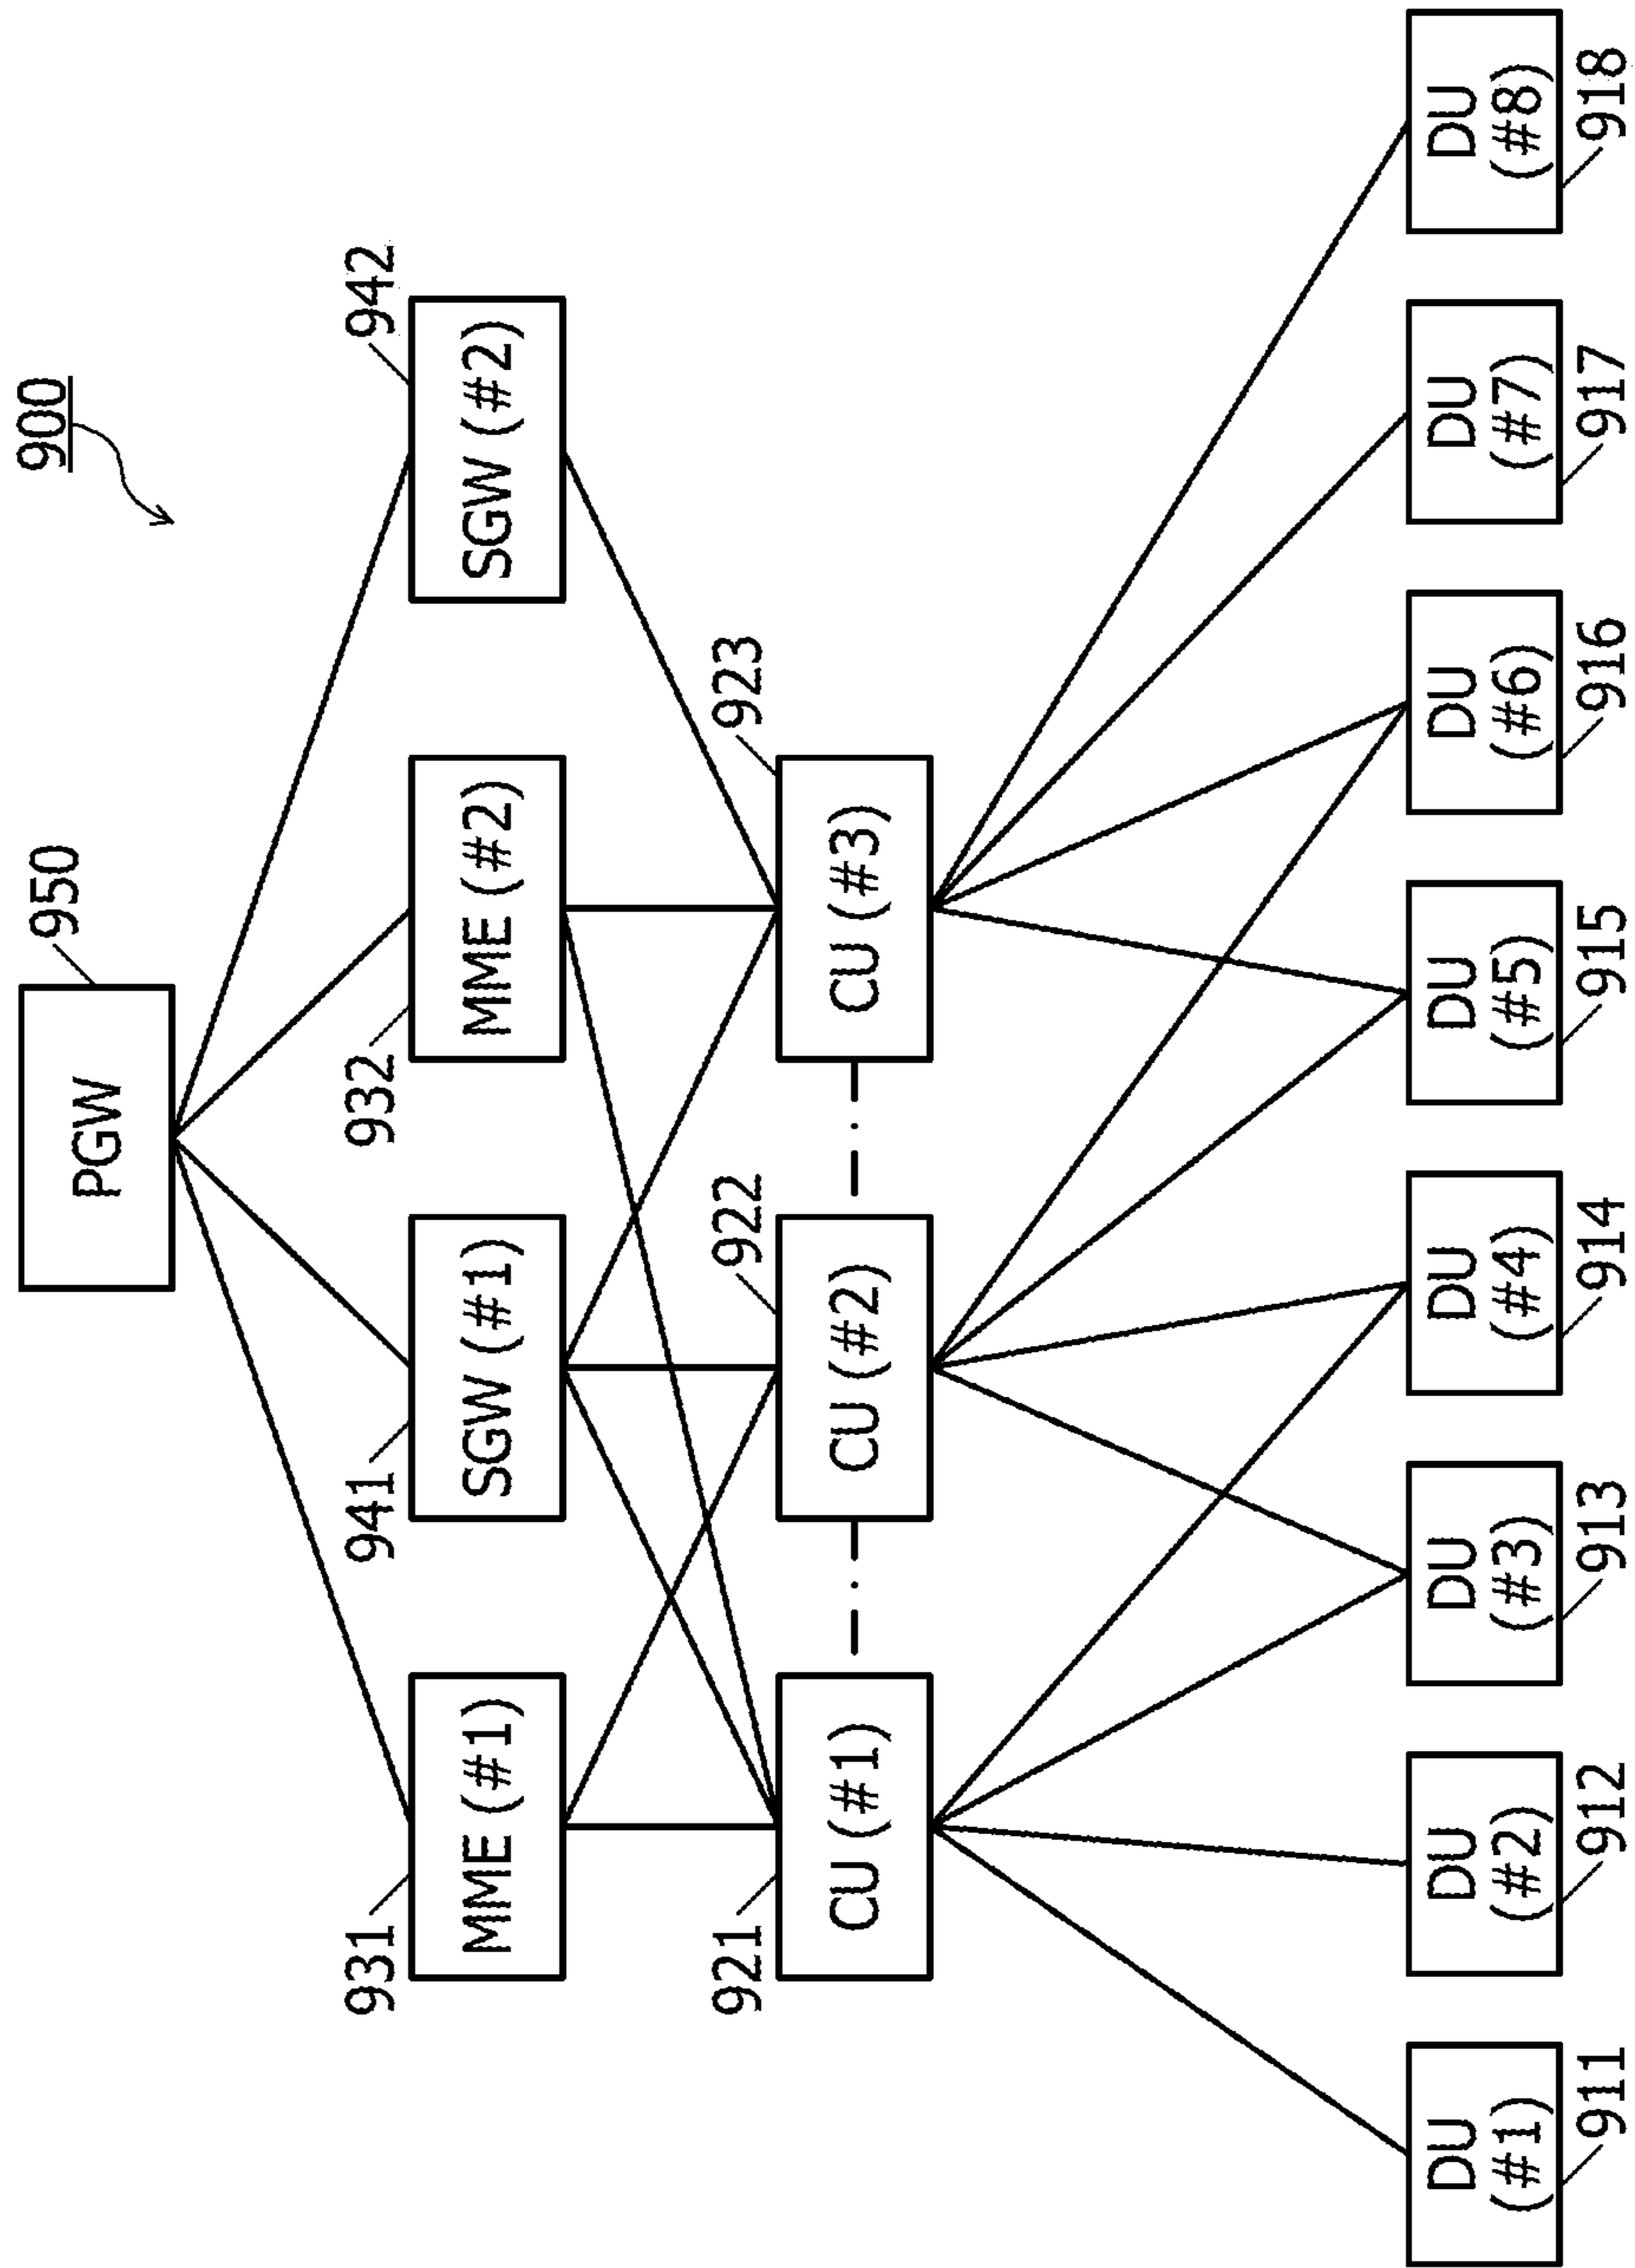 900
950
PGW
931
941
932
942
MME (#1)
SGW (#1)
MME (#2)
SGW (#2)
921
922
923
CU (#1)
CU (#2)
CU (#3)
DU
(#1)
DU
(#2)
DU
(#3)
DU
(#4)
DU
(#5)
DU
(#6)
DU
(#7)
DU
(#8)
911
912
913
914
915
916
917
918